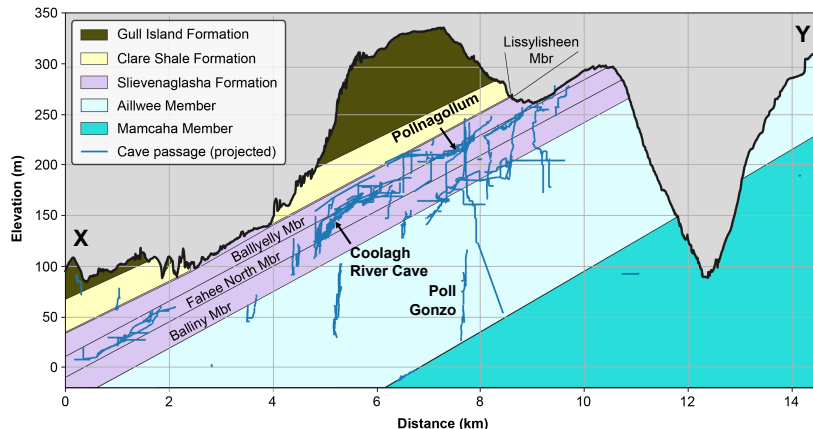 Gull Island Formation
Clare Shale Formation
Slievenaglasha Formation
Aillwee Member
Mamcaha Member
Cave passage (projected)
Lissylisheen
Mbr
X
Y
Pollnagollum
Ballyelly Mbr
Fahee North Mbr
Balliny Mbr
Coolagh
River Cave
Poll
Gonzo
Elevation (m)
350
300
250
200
150
100
50
0
0
2
4
6
8
10
12
14
Distance (km)